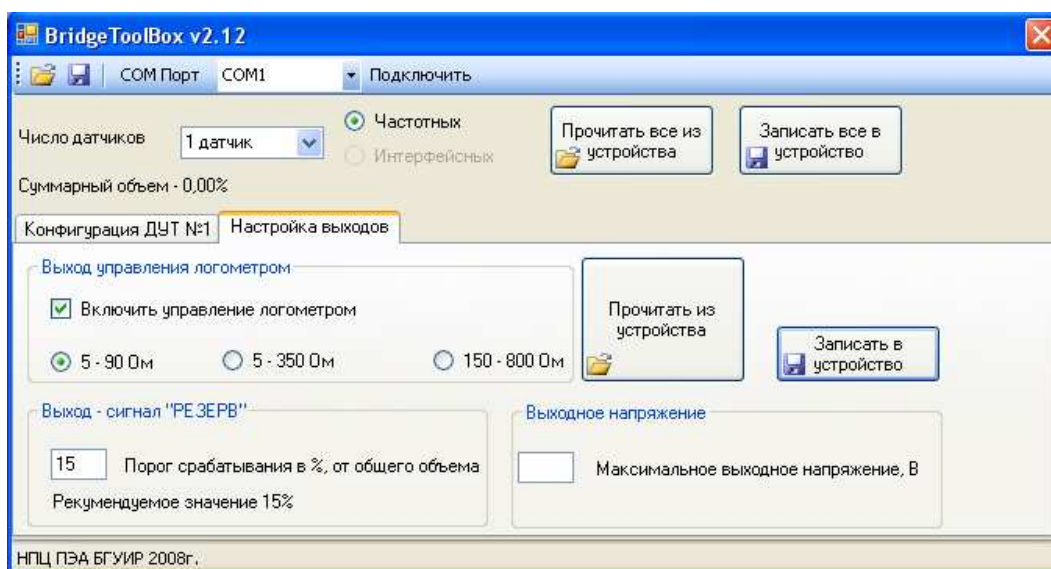 BridgeToolBox v2.12
COM Порт COM1 Подключить
Число датчиков 1 датчик
Частотных
Интерфейсных
Прочитать все из
устройства
Записать все в
устройство
Суммарный объем - 0,00%
Конфигурация ДУТ №1 Настройка выходов
Выход управления логометром
Включить управление логометром
5 - 90 Ом 5 - 350 Ом 150 - 800 Ом
Прочитать из
устройства
Записать в
устройство
Выход - сигнал "РЕЗЕРВ"
15 Порог срабатывания в %, от общего объема
Рекумендуемое значение 15%
Выходное напряжение
Максимальное выходное напряжение, В
НПЦ ПЭА БГУИР 2008г.